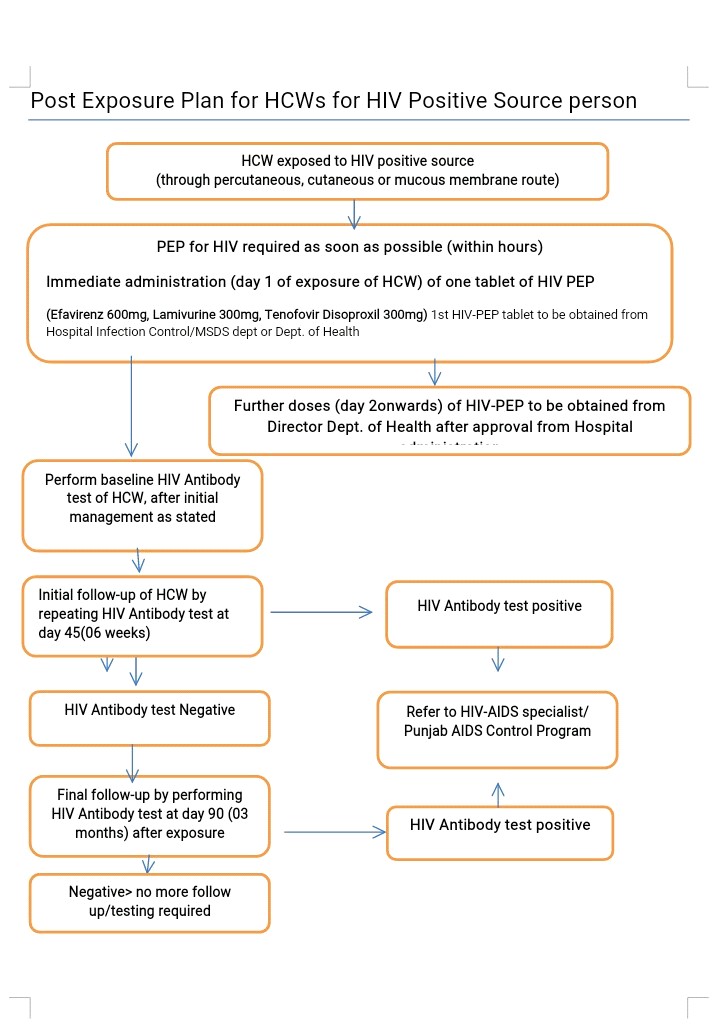 Post Exposure Plan for HCWs for HIV Positive Source person
HCW exposed to HIV positive source
(through percutaneous, cutaneous or mucous membrane route)
PEP for HIV required as soon as possible (within hours)
Immediate administration (day 1 of exposure of HCW) of one tablet of HIV PEP
(Efavirenz 600mg, Lamivurine 300mg, Tenofovir Disoproxil 300mg) 1st HIV-PEP tablet to be obtained from
Hospital Infection Control/MSDS dept or Dept. of Health
Further doses (day 2onwards) of HIV-PEP to be obtained from
Director Dept. of Health after approval from Hospital
Perform baseline HIV Antibody
test of HCW, after initial
management as stated
Initial follow-up of HCW by
repeating HIV Antibody test at
day 45(06 weeks)
HIV Antibody test positive
HIV Antibody test Negative
Refer to HIV-AIDS specialist/
Punjab AIDS Control Program
Final follow-up by performing
HIV Antibody test at day 90 (03
months) after exposure
HIV Antibody test positive
Negative> no more follow
up/testing required